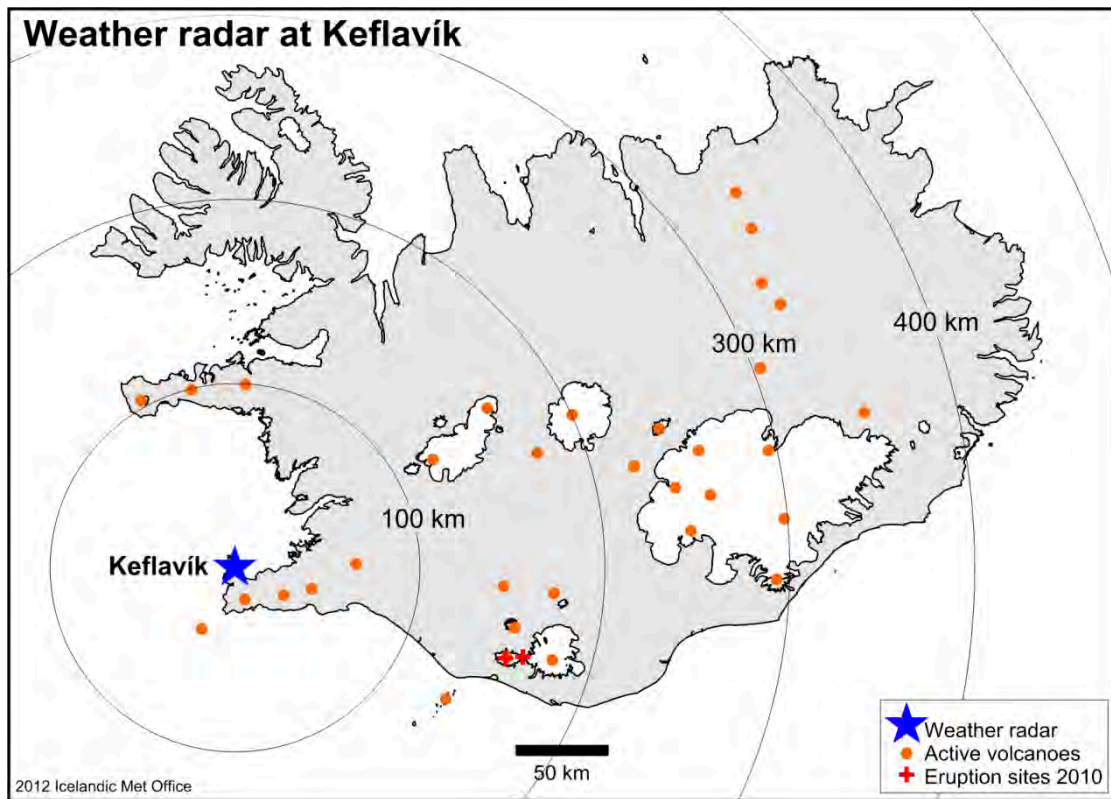 Weather radar at Keflavík
400 km
300 km
100 km
Keflavík
50 km
Weather radar
Active volcanoes
Eruption sites 2010
2012 Icelandic Met Office